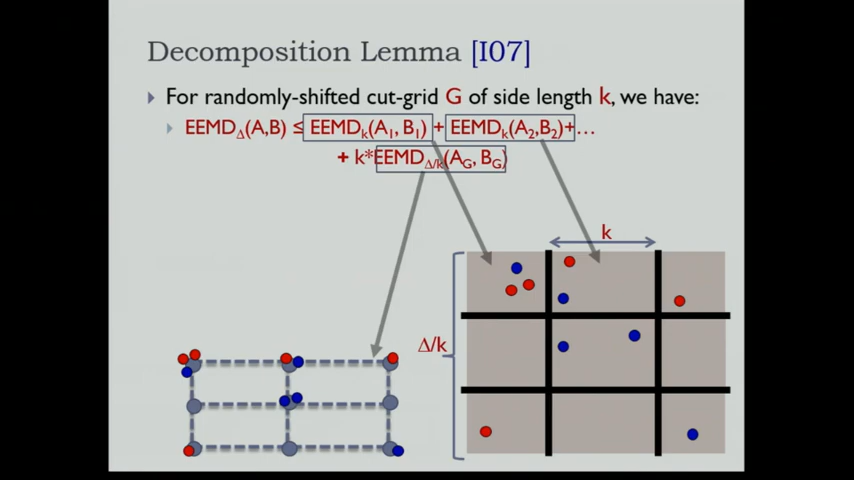 Decomposition Lemma [I07]
For randomly-shifted cut-grid G of side length k, we have:
EEMD_Δ(A,B) ≤ EEMD_k(A₁, B₁) + EEMD_k(A₂,B₂)+…
+ k*EEMD_Δ/k(A_G, B_G)
k
Δ/k